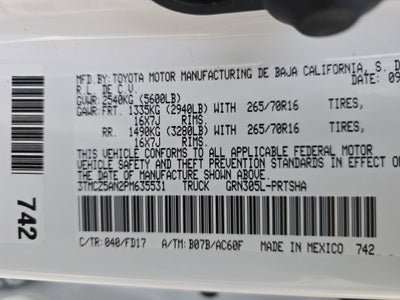 MFD.BY:TOYOTA MOTOR MANUFACTURING DE BAJA CALIFORNIA, S. D
R.L. DE C.V. DATE: 09
GVWR:2540KG (5600LB)
GAWR:FRT. 1335KG (2940LB) WITH 265/70R16 TIRES,
16X7J RIMS.
RR. 1490KG (3280LB) WITH 265/70R16 TIRES,
16X7J RIMS.
THIS VEHICLE CONFORMS TO ALL APPLICABLE FEDERAL MOTOR
VEHICLE SAFETY AND THEFT PREVENTION STANDARDS IN EFFECT O
THE DATE OF MANUFACTURE SHOWN ABOVE.
3TMCZ5AN2PM635531 TRUCK GRN305L-PRTSHA
C/TR: 040/FD17 A/TM: B07B/AC60F MADE IN MEXICO 742
742